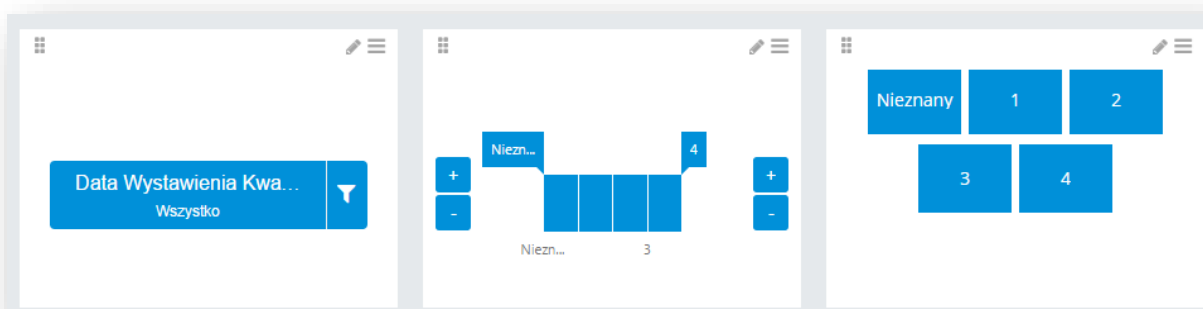 Data Wystawienia Kwa...
Wszystko
Niezn...
4
+
-
+
-
Niezn...
3
Nieznany
1
2
3
4